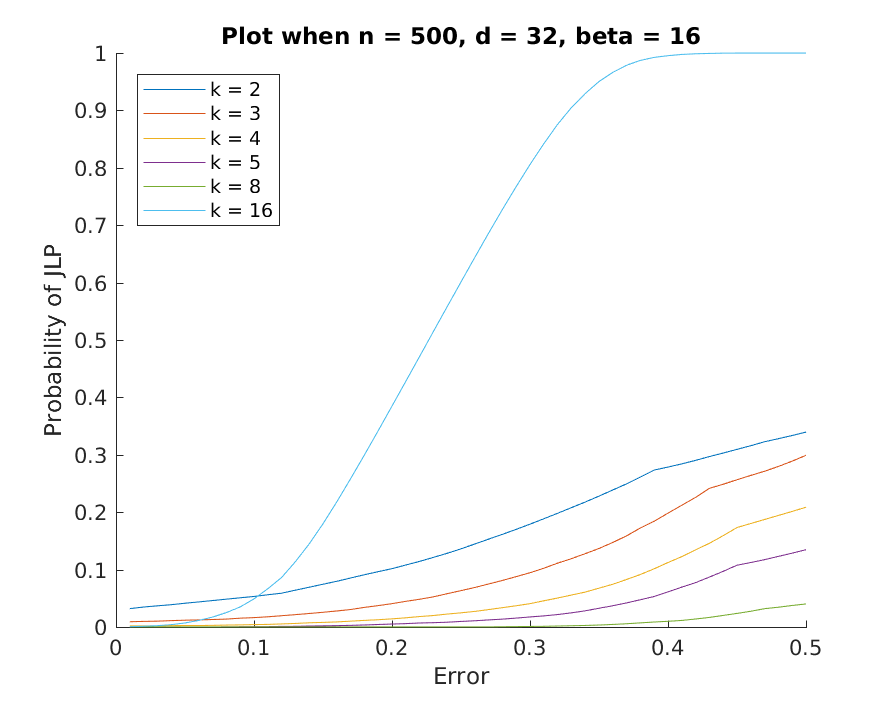 Plot when n = 500, d = 32, beta = 16
k = 2
k = 3
k = 4
k = 5
k = 8
k = 16
1
0.9
0.8
0.7
0.6
0.5
0.4
0.3
0.2
0.1
0
Probability of JLP
0 0.1 0.2 0.3 0.4 0.5
Error